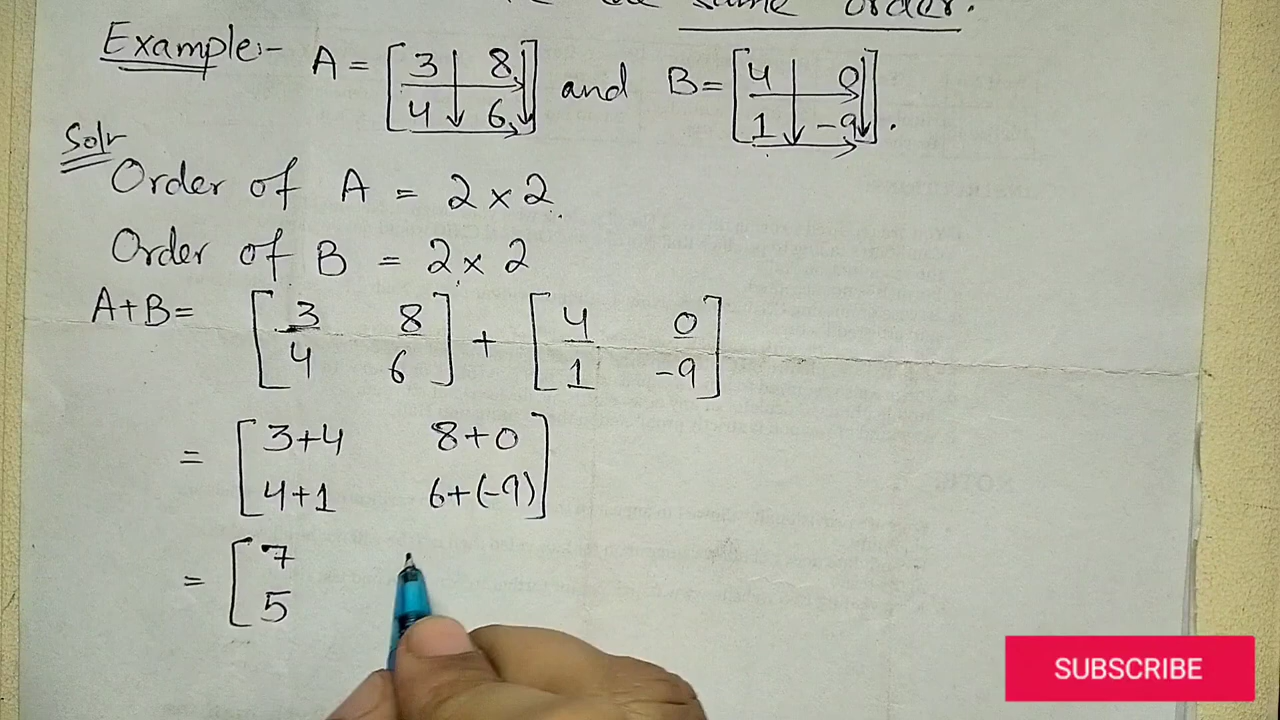 same order.
Example:- A = [3 8 4 6] and B = [4 0 1 -9].
Soln
Order of A = 2 × 2.
Order of B = 2 × 2
A+B = [3 8 4 6] + [4 0 1 -9]
= [3+4 8+0 4+1 6+(-9)]
= [7 5
SUBSCRIBE